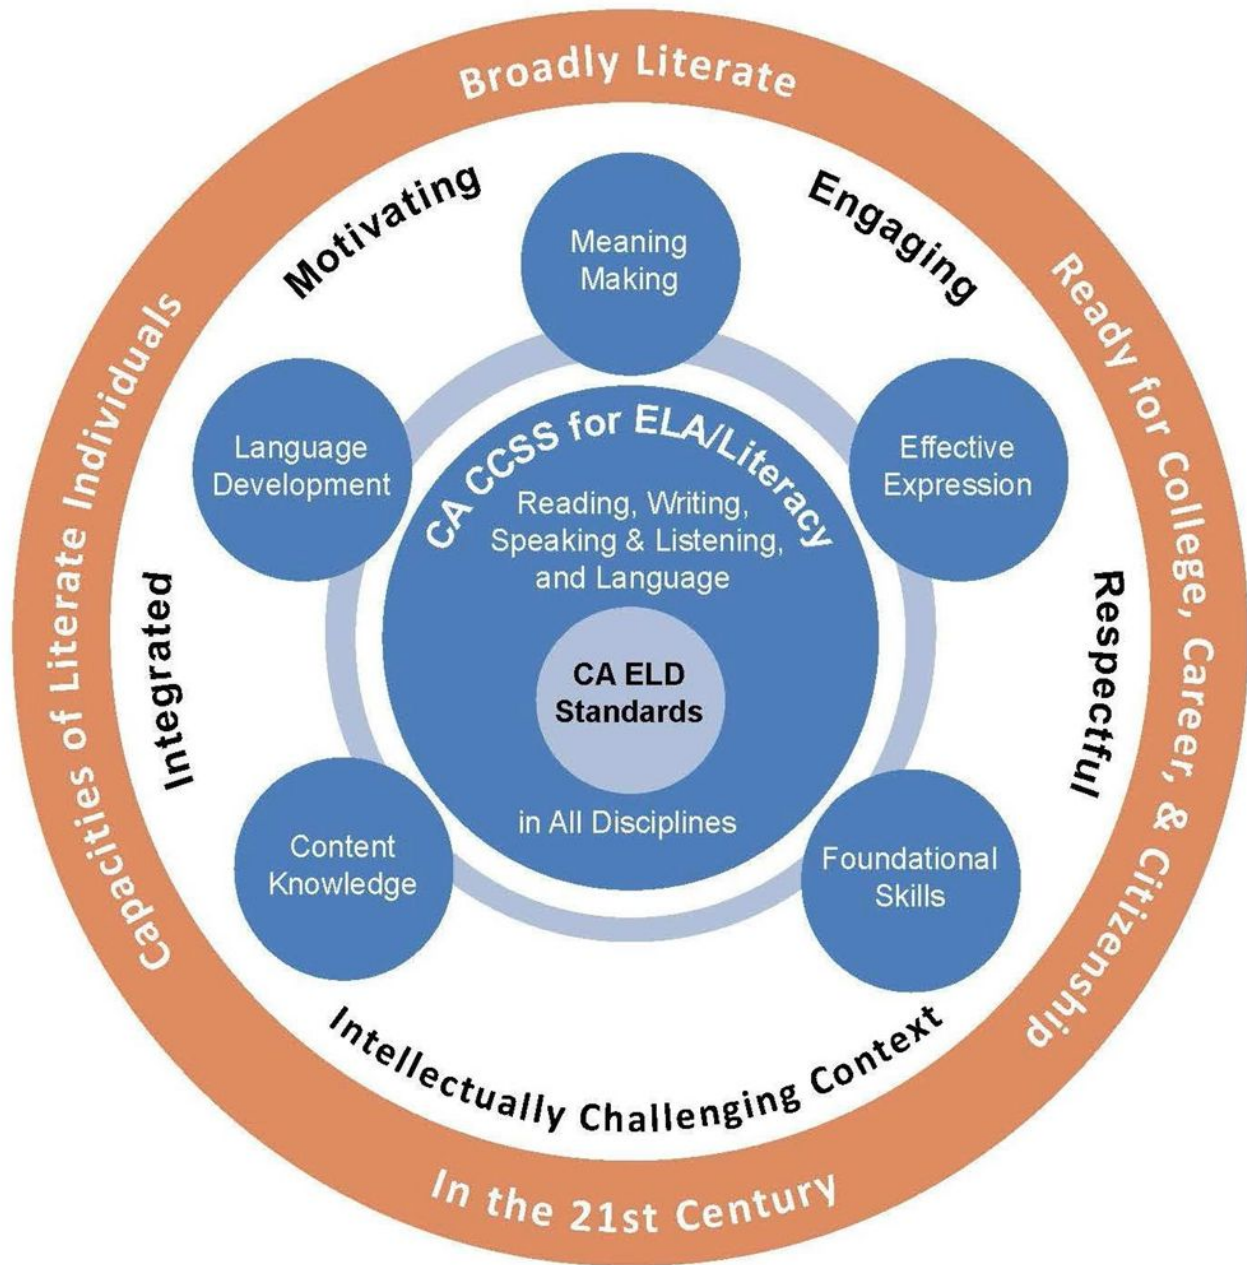 Broadly Literate
Ready for College, Career, & Citizenship
In the 21st Century
Capacities of Literate Individuals
Motivating
Engaging
Respectful
Intellectually Challenging Context
Integrated
Meaning
Making
Effective
Expression
Foundational
Skills
Content
Knowledge
Language
Development
CA CCSS for ELA/Literacy
Reading, Writing,
Speaking & Listening,
and Language
CA ELD
Standards
in All Disciplines